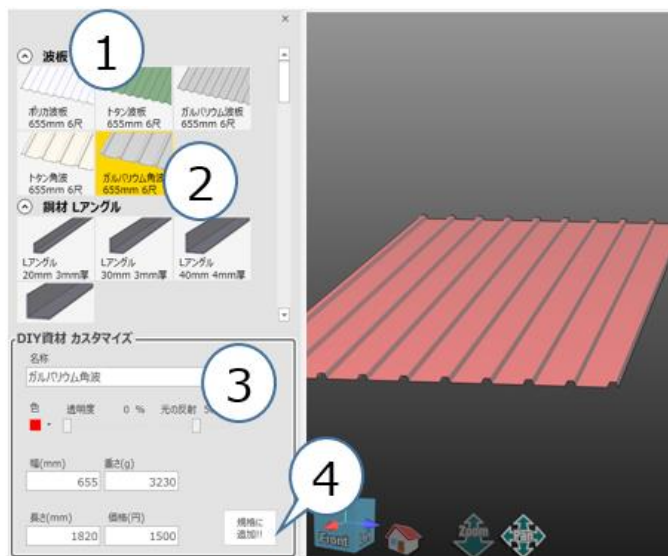 ×
波板
1
ポリカ波板
655mm 6尺
トタン波板
655mm 6尺
ガルバリウム波板
655mm 6尺
トタン角波
655mm 6尺
ガルバリウム角波
655mm 6尺
2
鋼材 Lアングル
Lアングル
20mm 3mm厚
Lアングル
30mm 3mm厚
Lアングル
40mm 4mm厚
DIY資材 カスタマイズ
名称
ガルバリウム角波
3
色 透明度 0 % 光の反射
幅(mm) 重さ(g)
655 3230
4
長さ(mm) 価格(円)
1820 1500
規格に
追加!!
Front
Zoom
Pan